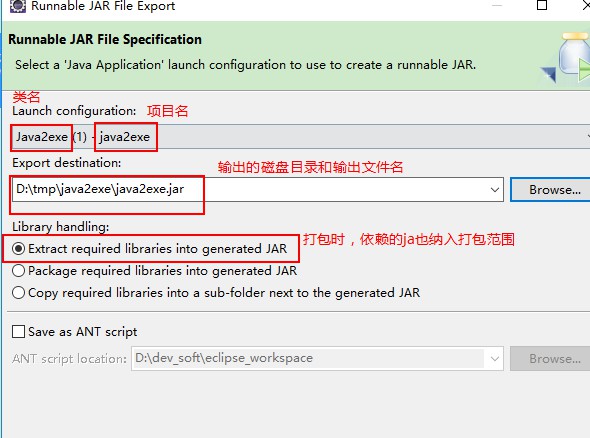 Runnable JAR File Export
Runnable JAR File Specification
Select a 'Java Application' launch configuration to use to create a runnable JAR.
类名
Launch configuration: 项目名
Java2exe (1) - java2exe
Export destination: 输出的磁盘目录和输出文件名
D:\tmp\java2exe\java2exe.jar
Browse...
Library handling:
Extract required libraries into generated JAR 打包时，依赖的ja也纳入打包范围
Package required libraries into generated JAR
Copy required libraries into a sub-folder next to the generated JAR
Save as ANT script
ANT script location: D:\dev_soft\eclipse_workspace Browse...